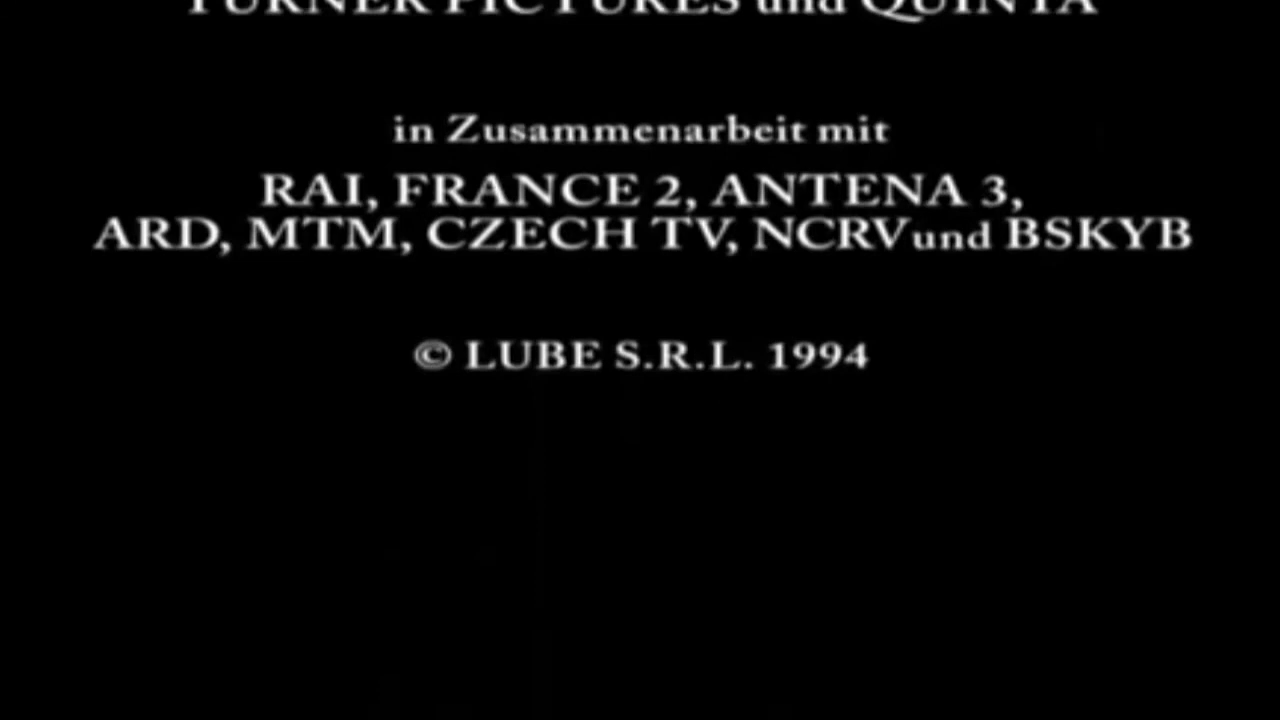 TURNER PICTURES und QUINTA
in Zusammenarbeit mit
RAI, FRANCE 2, ANTENA 3,
ARD, MTM, CZECH TV, NCRV und BSKYB
© LUBE S.R.L. 1994